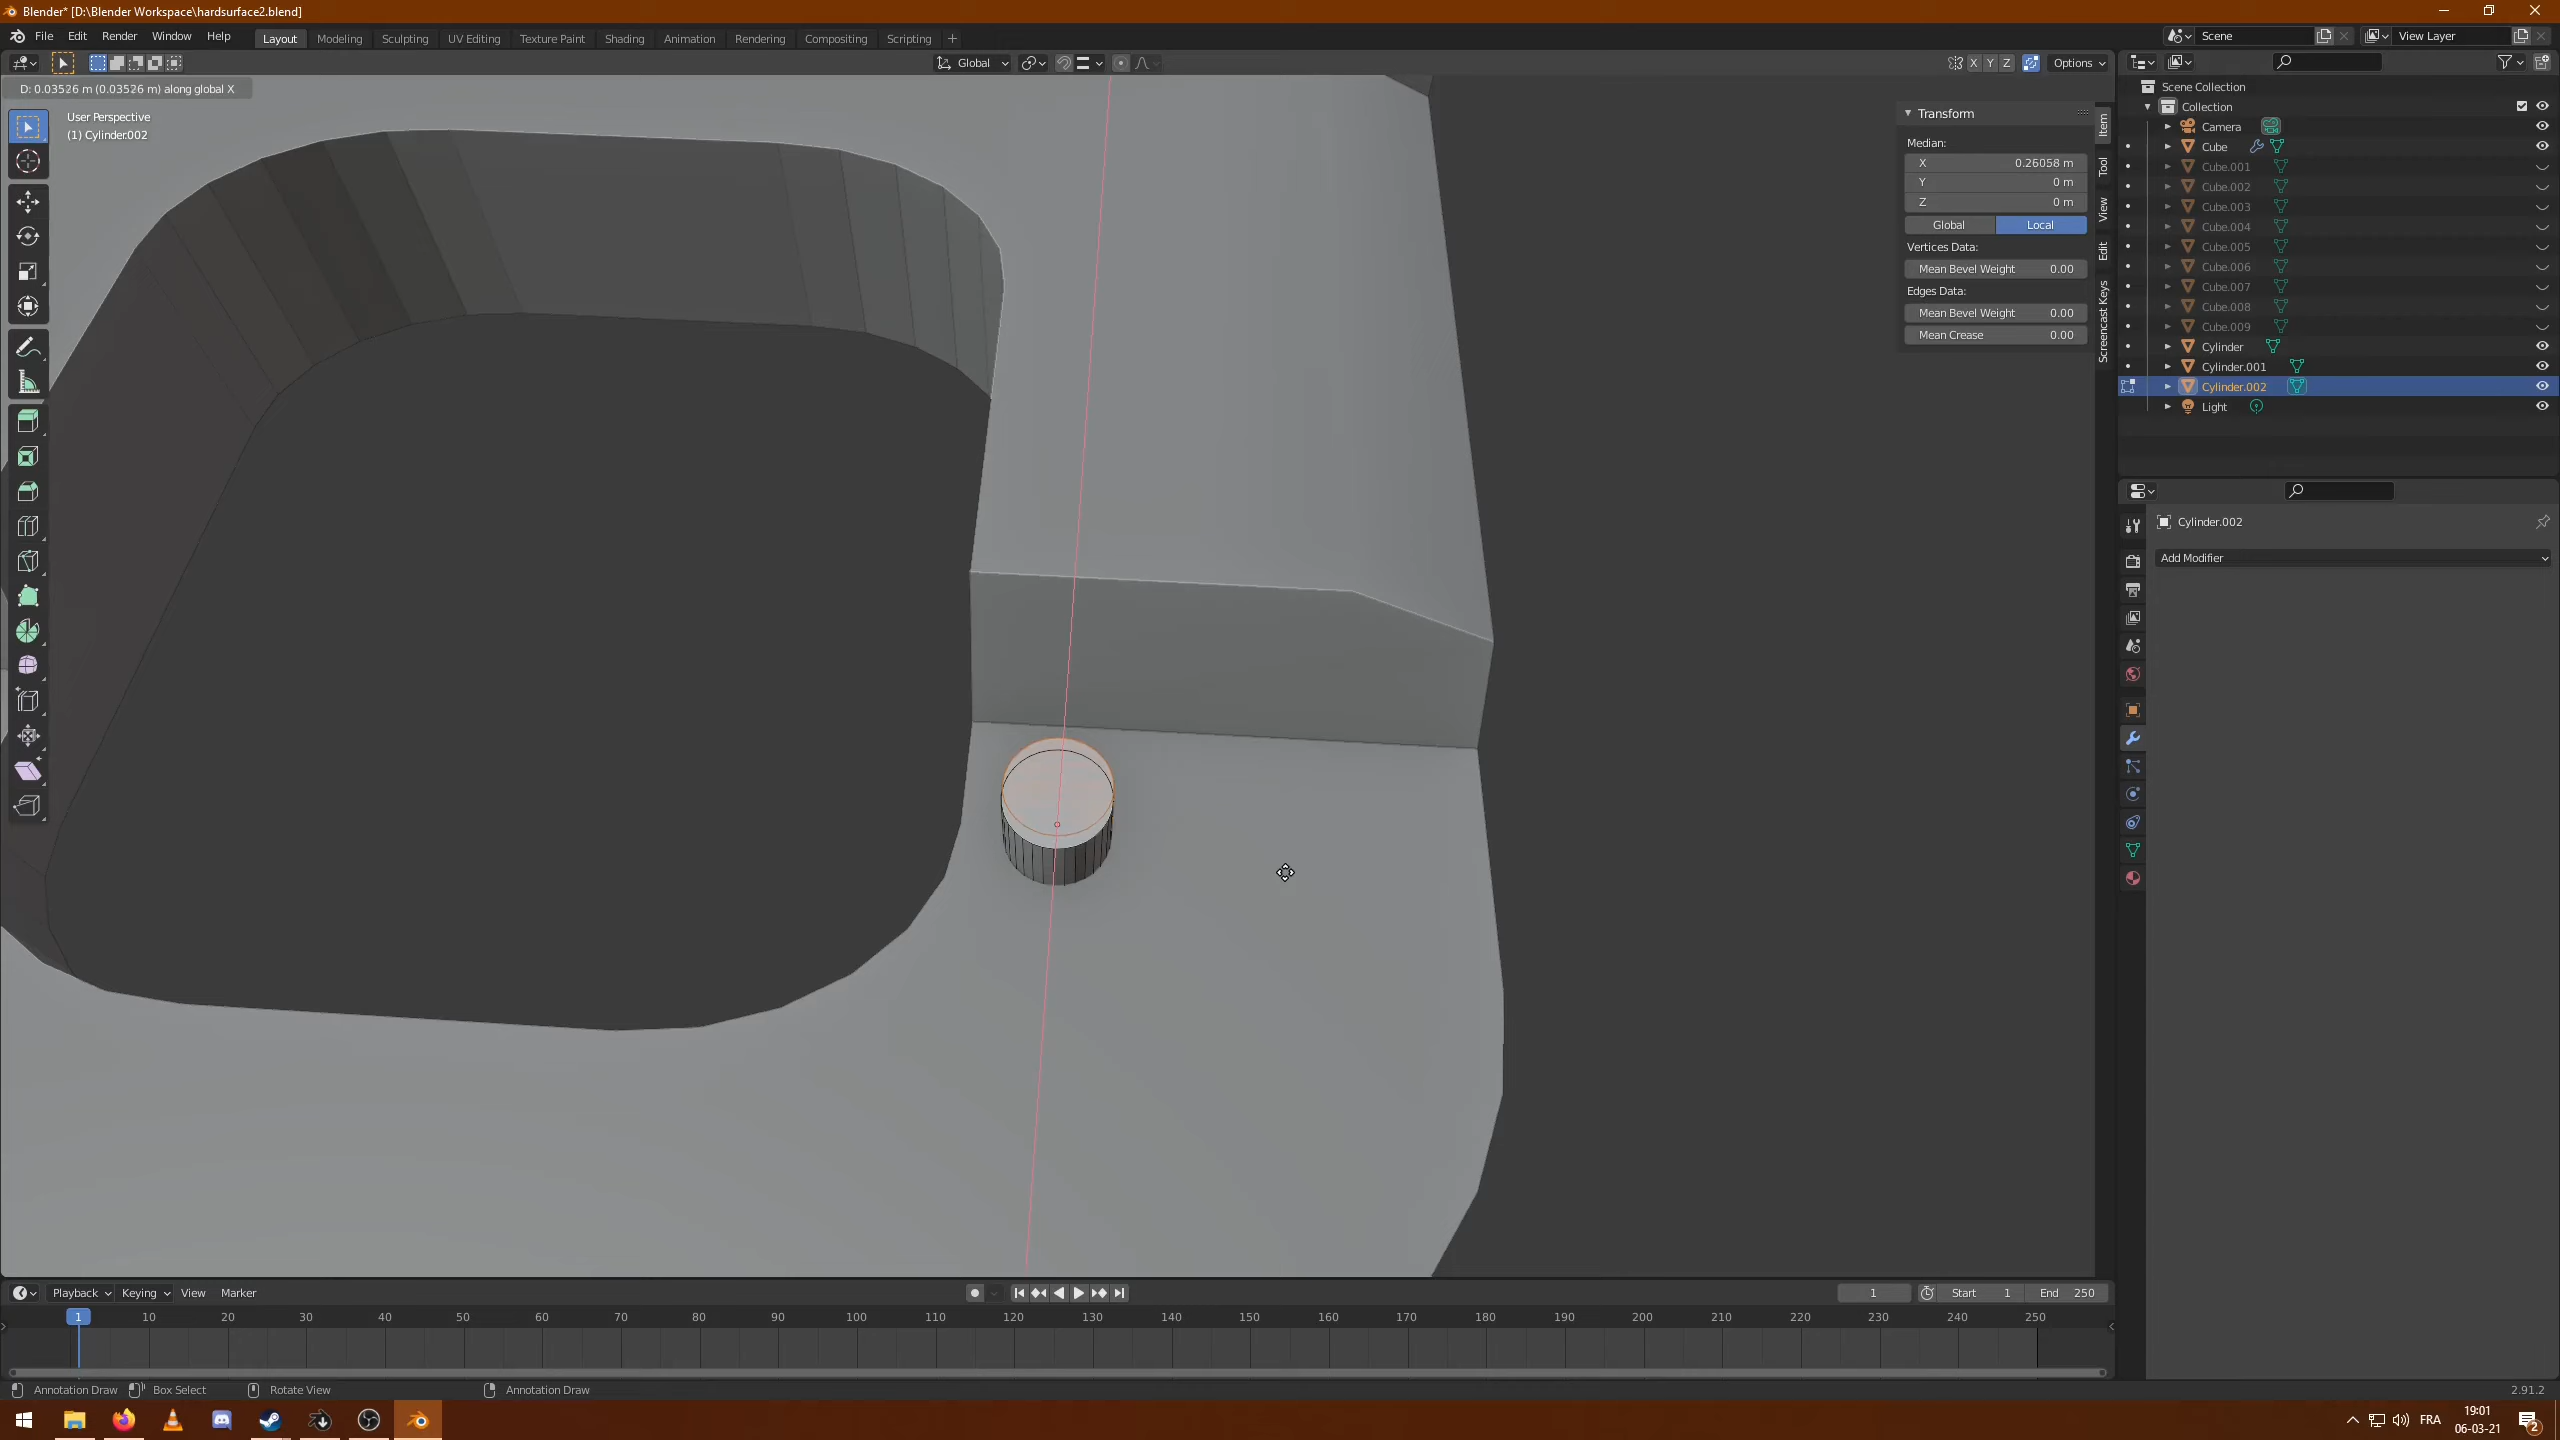 Blender* [D:\Blender Workspace\hardsurface2.blend]
File Edit Render Window Help Layout Modeling Sculpting UV Editing Texture Paint Shading Animation Rendering Compositing Scripting + Scene View Layer
Global X Y Z Options
D: 0.03526 m (0.03526 m) along global X
User Perspective
(1) Cylinder.002
Transform
Median:
X 0.26058 m
Y 0 m
Z 0 m
Global Local
Vertices Data:
Mean Bevel Weight 0.00
Edges Data:
Mean Bevel Weight 0.00
Mean Crease 0.00
Item
Tool
View
Edit
Screencast Keys
Scene Collection
Collection
Camera
Cube
Cube.001
Cube.002
Cube.003
Cube.004
Cube.005
Cube.006
Cube.007
Cube.008
Cube.009
Cylinder
Cylinder.001
Cylinder.002
Light
Cylinder.002
Add Modifier
Playback Keying View Marker 1 Start 1 End 250
1 10 20 30 40 50 60 70 80 90 100 110 120 130 140 150 160 170 180 190 200 210 220 230 240 250
Annotation Draw Box Select Rotate View Annotation Draw 2.91.2
FRA
19:01
06-03-21
2